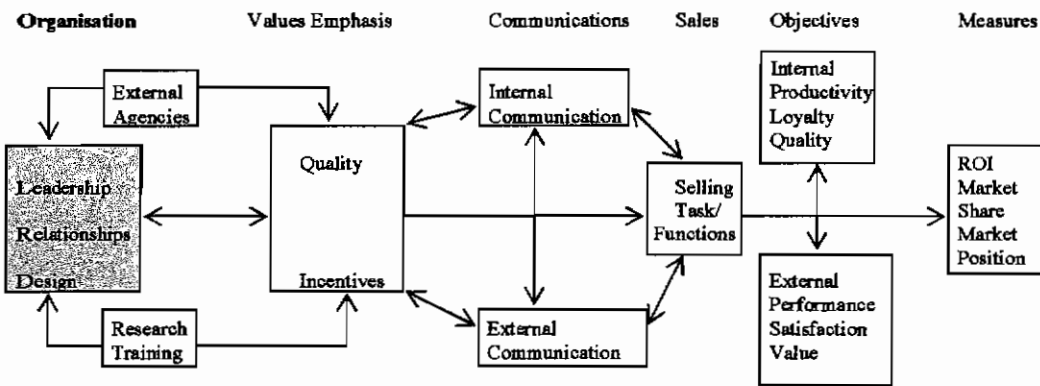 Organisation
Values Emphasis
Communications
Sales
Objectives
Measures
External
Agencies
Leadership
Relationships
Design
Research
Training
Quality
Incentives
Internal
Communication
External
Communication
Selling
Task/
Functions
Internal
Productivity
Loyalty
Quality
External
Performance
Satisfaction
Value
ROI
Market
Share
Market
Position